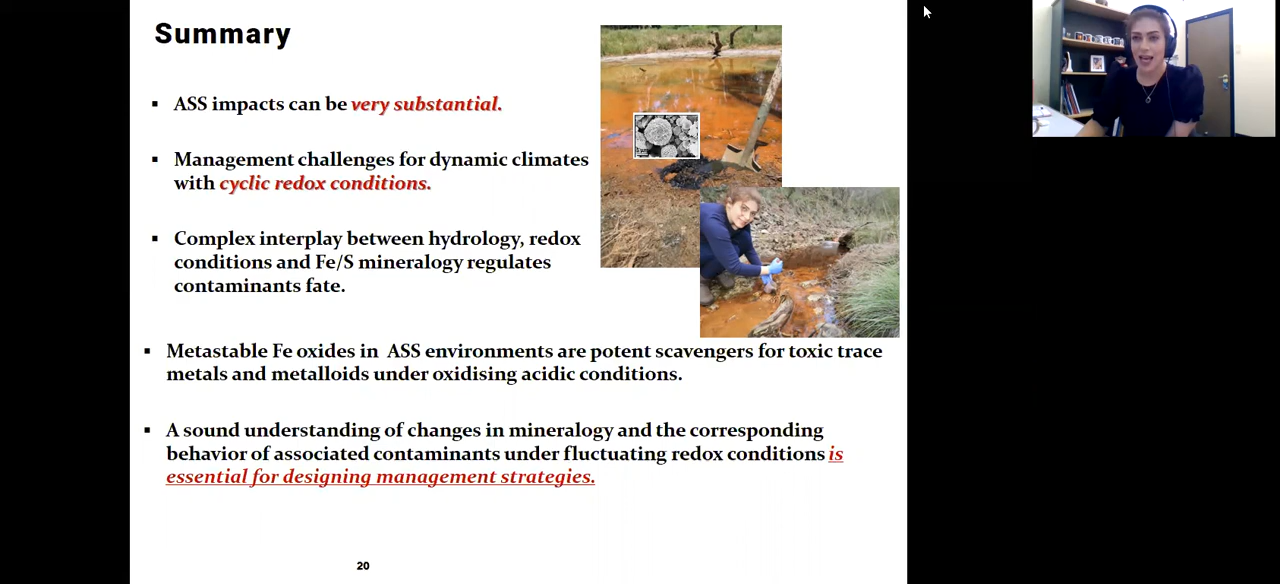 Summary
▪ ASS impacts can be very substantial.
▪ Management challenges for dynamic climates
with cyclic redox conditions.
▪ Complex interplay between hydrology, redox
conditions and Fe/S mineralogy regulates
contaminants fate.
▪ Metastable Fe oxides in ASS environments are potent scavengers for toxic trace
metals and metalloids under oxidising acidic conditions.
▪ A sound understanding of changes in mineralogy and the corresponding
behavior of associated contaminants under fluctuating redox conditions is
essential for designing management strategies.
20